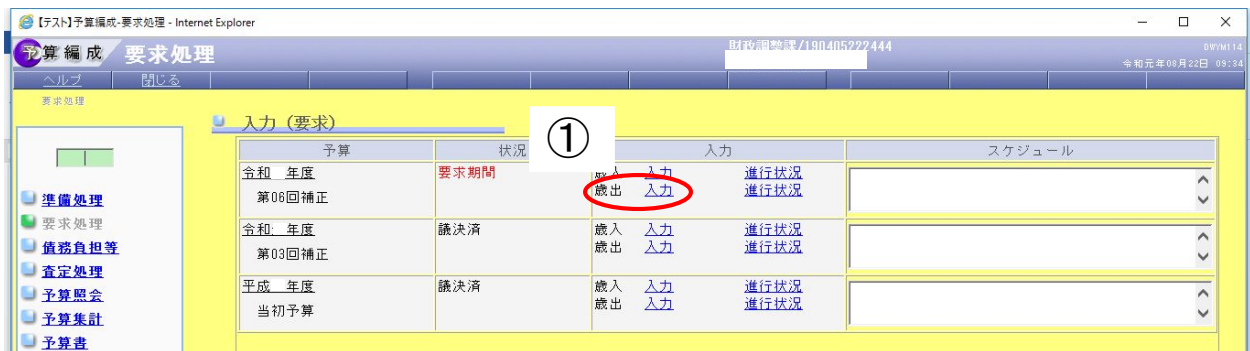 【テスト】予算編成-要求処理 - Internet Explorer
予算編成 要求処理
財政調整課/190405222444
DWYM114
令和元年08月22日 09:34
ヘルプ 閉じる
要求処理
入力（要求）
①
予算 状況 入力 スケジュール
令和 年度 要求期間 歳入 入力 進行状況
第06回補正 歳出 入力 進行状況
令和: 年度 議決済 歳入 入力 進行状況
第03回補正 歳出 入力 進行状況
平成 年度 議決済 歳入 入力 進行状況
当初予算 歳出 入力 進行状況
準備処理
要求処理
債務負担等
査定処理
予算照会
予算集計
予算書